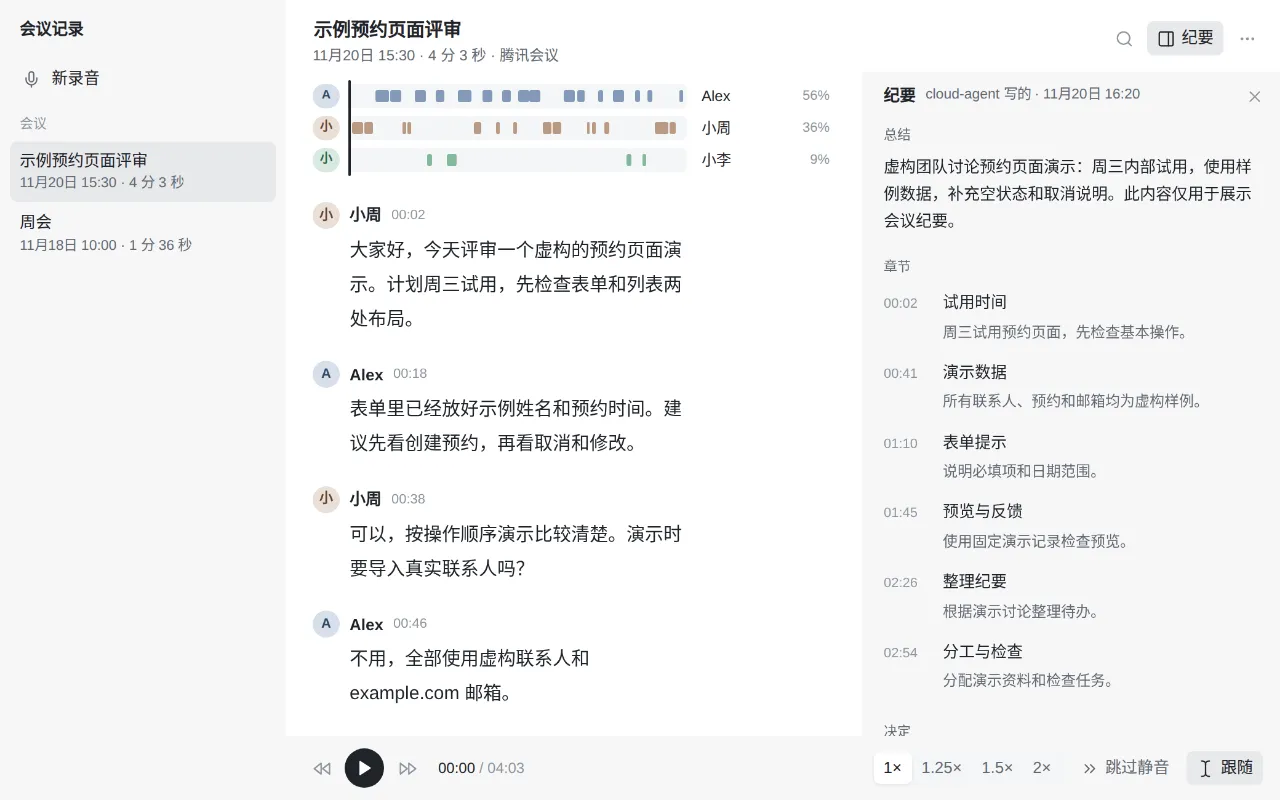 会议记录
新录音
会议
示例预约页面评审
11月20日 15:30 · 4 分 3 秒
周会
11月18日 10:00 · 1 分 36 秒
示例预约页面评审
11月20日 15:30 · 4 分 3 秒 · 腾讯会议
纪要
A Alex 56%
小 小周 36%
小 小李 9%
小 小周 00:02
大家好，今天评审一个虚构的预约页面演
示。计划周三试用，先检查表单和列表两
处布局。
A Alex 00:18
表单里已经放好示例姓名和预约时间。建
议先看创建预约，再看取消和修改。
小 小周 00:38
可以，按操作顺序演示比较清楚。演示时
要导入真实联系人吗？
A Alex 00:46
不用，全部使用虚构联系人和
example.com 邮箱。
纪要 cloud-agent 写的 · 11月20日 16:20
总结
虚构团队讨论预约页面演示：周三内部试用，使用样
例数据，补充空状态和取消说明。此内容仅用于展示
会议纪要。
章节
00:02 试用时间
周三试用预约页面，先检查基本操作。
00:41 演示数据
所有联系人、预约和邮箱均为虚构样例。
01:10 表单提示
说明必填项和日期范围。
01:45 预览与反馈
使用固定演示记录检查预览。
02:26 整理纪要
根据演示讨论整理待办。
02:54 分工与检查
分配演示资料和检查任务。
决定
00:00 / 04:03
1× 1.25× 1.5× 2× 跳过静音 跟随